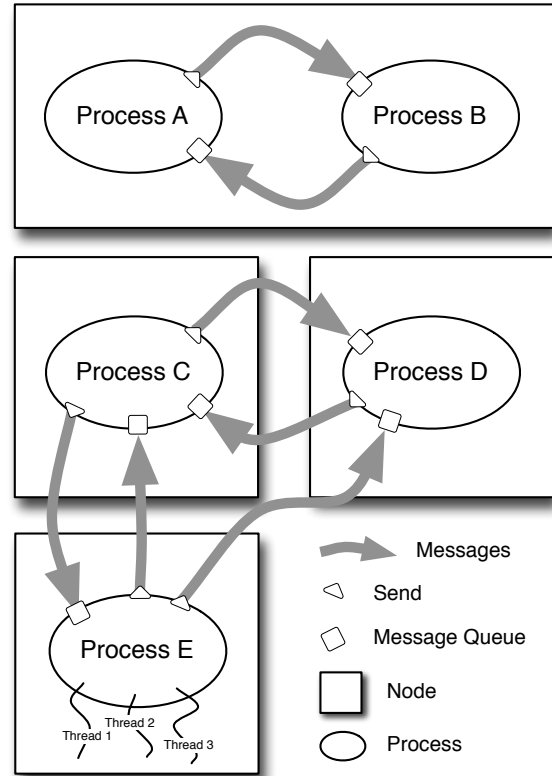 Process A
Process B
Process C
Process D
Process E
Thread 1
Thread 2
Thread 3
Messages
Send
Message Queue
Node
Process